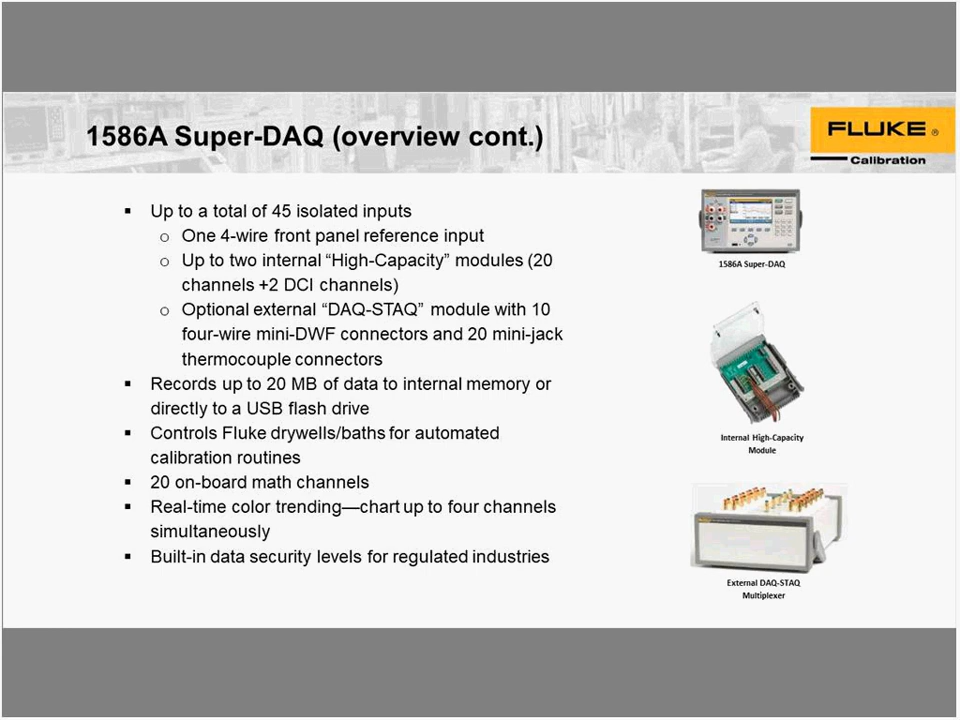 1586A Super-DAQ (overview cont.)
FLUKE ®
Calibration
▪ Up to a total of 45 isolated inputs
o One 4-wire front panel reference input
o Up to two internal “High-Capacity” modules (20
channels +2 DCI channels)
o Optional external “DAQ-STAQ” module with 10
four-wire mini-DWF connectors and 20 mini-jack
thermocouple connectors
▪ Records up to 20 MB of data to internal memory or
directly to a USB flash drive
▪ Controls Fluke drywells/baths for automated
calibration routines
▪ 20 on-board math channels
▪ Real-time color trending—chart up to four channels
simultaneously
▪ Built-in data security levels for regulated industries
1586A Super-DAQ
Internal High-Capacity
Module
External DAQ-STAQ
Multiplexer